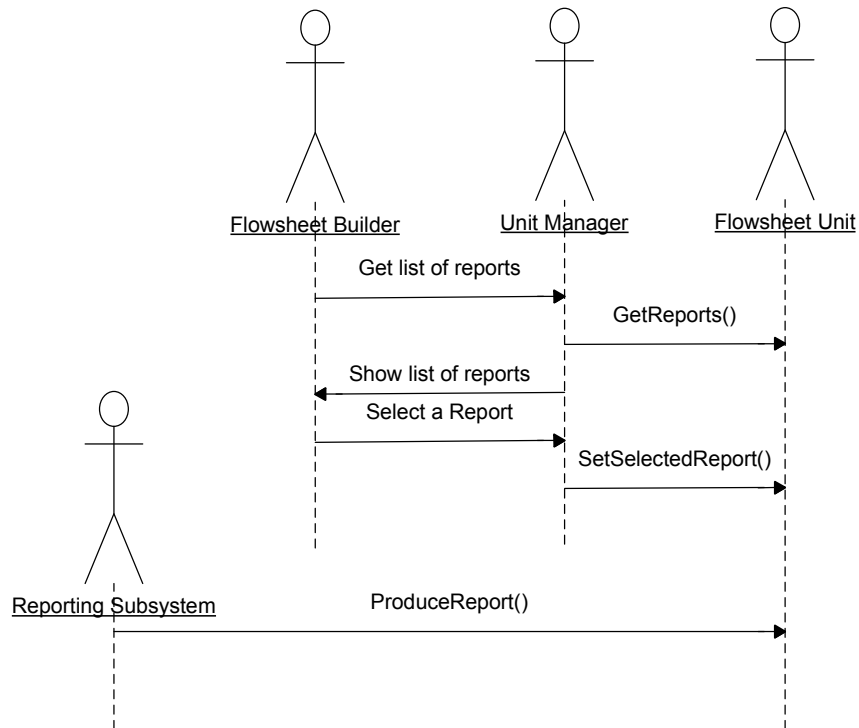 Flowsheet Builder
Unit Manager
Flowsheet Unit
Get list of reports
GetReports()
Show list of reports
Select a Report
SetSelectedReport()
Reporting Subsystem
ProduceReport()